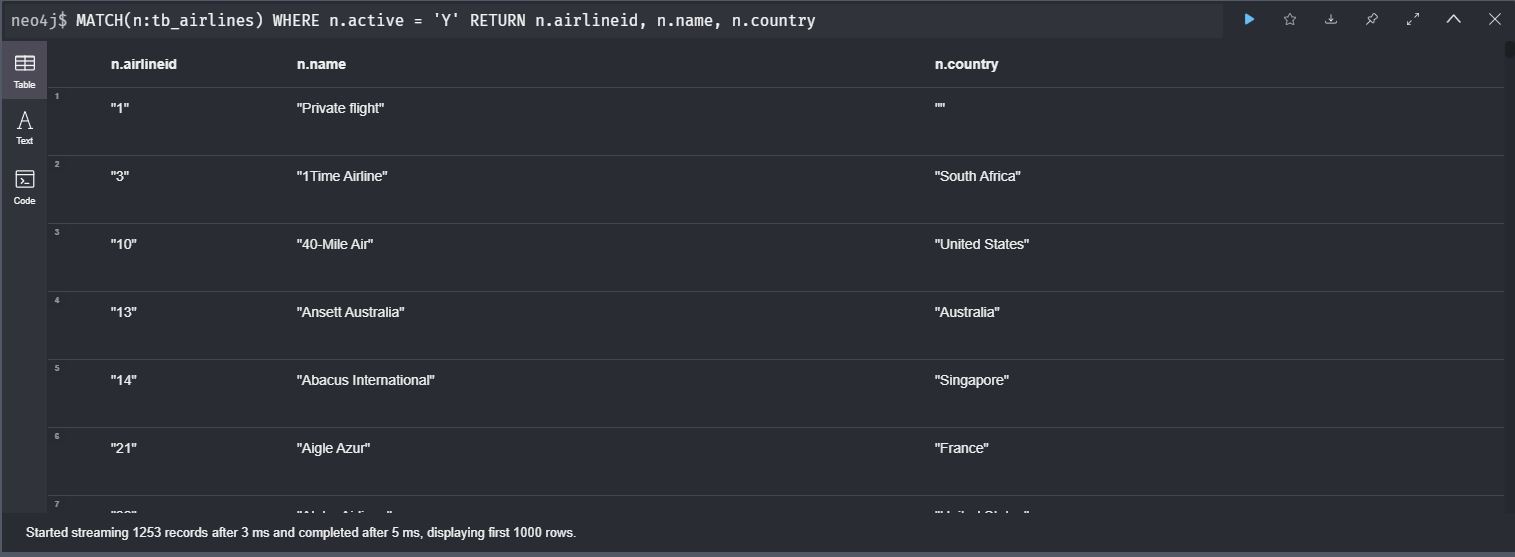 neo4j$ MATCH(n:tb_airlines) WHERE n.active = 'Y' RETURN n.airlineid, n.name, n.country
Table
Text
Code
n.airlineid n.name n.country
1 "1" "Private flight" ""
2 "3" "1Time Airline" "South Africa"
3 "10" "40-Mile Air" "United States"
4 "13" "Ansett Australia" "Australia"
5 "14" "Abacus International" "Singapore"
6 "21" "Aigle Azur" "France"
7
Started streaming 1253 records after 3 ms and completed after 5 ms, displaying first 1000 rows.